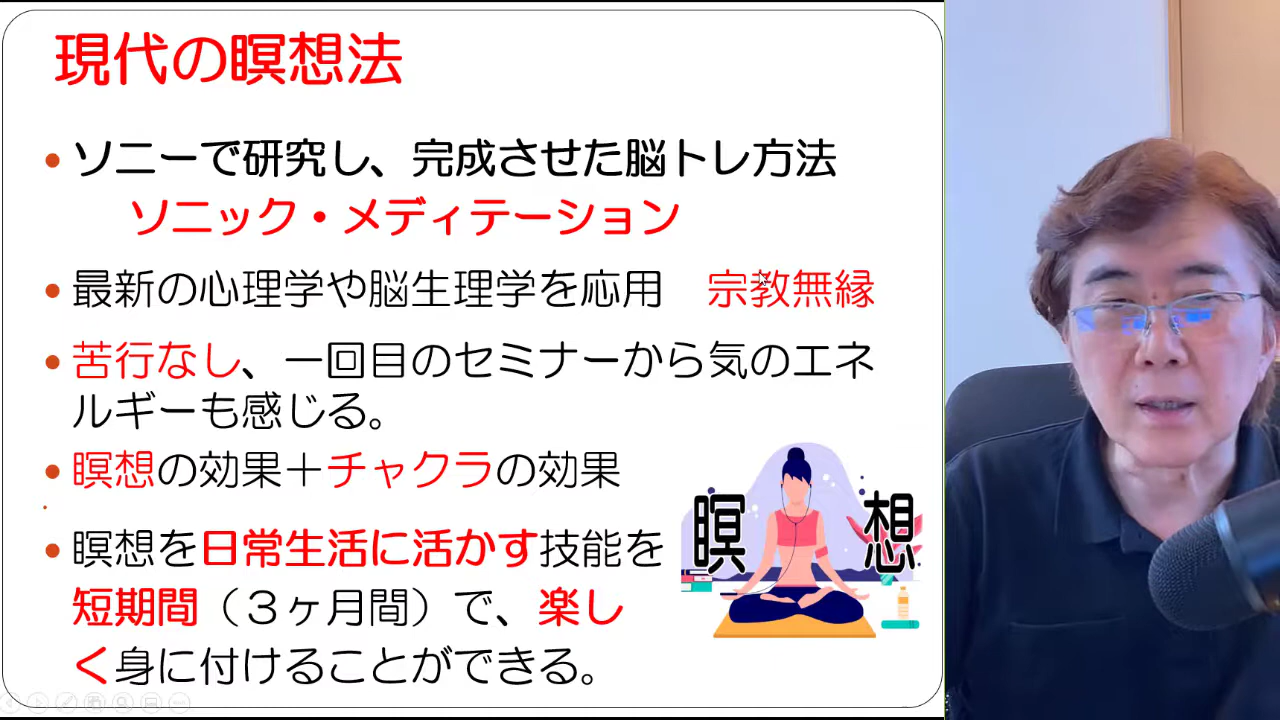 現代の瞑想法
ソニーで研究し、完成させた脳トレ方法
ソニック・メディテーション
最新の心理学や脳生理学を応用　宗教無縁
苦行なし、一回目のセミナーから気のエネ
ルギーも感じる。
瞑想の効果＋チャクラの効果
瞑想
瞑想を日常生活に活かす技能を
短期間（３ヶ月間）で、楽し
く身に付けることができる。